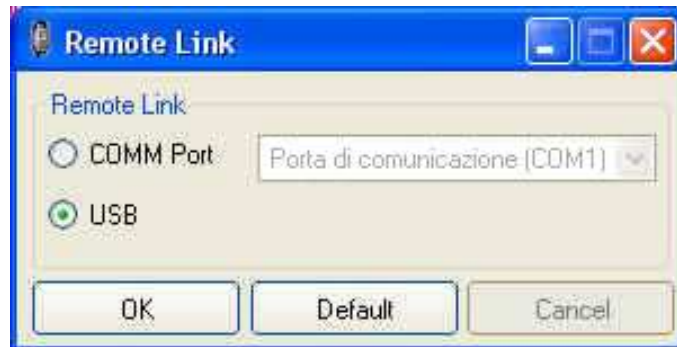 Remote Link
Remote Link
COMM Port Porta di comunicazione (COM1)
USB
OK Default Cancel